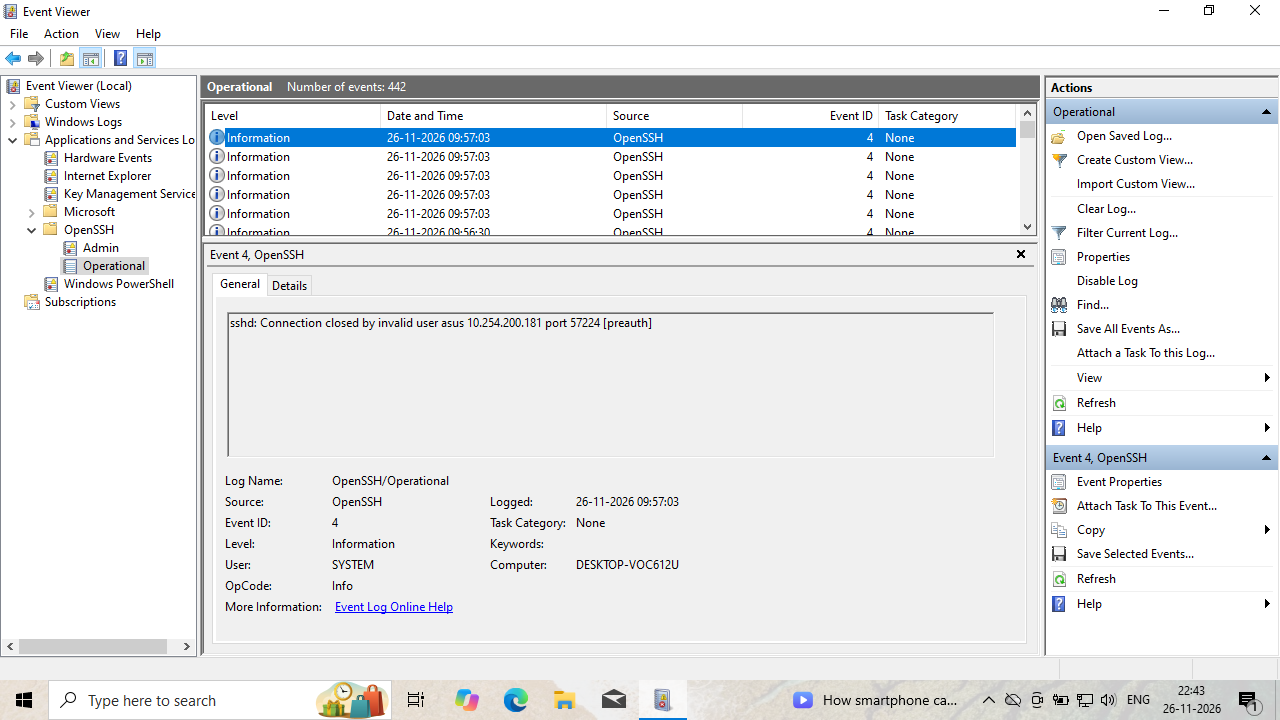 Event Viewer
File Action View Help
Event Viewer (Local)
Custom Views
Windows Logs
Applications and Services Lo
Hardware Events
Internet Explorer
Key Management Service
Microsoft
OpenSSH
Admin
Operational
Windows PowerShell
Subscriptions
Operational Number of events: 442
Level Date and Time Source Event ID Task Category
Information 26-11-2026 09:57:03 OpenSSH 4 None
Information 26-11-2026 09:57:03 OpenSSH 4 None
Information 26-11-2026 09:57:03 OpenSSH 4 None
Information 26-11-2026 09:57:03 OpenSSH 4 None
Information 26-11-2026 09:57:03 OpenSSH 4 None
Information 26-11-2026 09:56:30 OpenSSH 4 None
Event 4, OpenSSH
General Details
sshd: Connection closed by invalid user asus 10.254.200.181 port 57224 [preauth]
Log Name: OpenSSH/Operational
Source: OpenSSH Logged: 26-11-2026 09:57:03
Event ID: 4 Task Category: None
Level: Information Keywords:
User: SYSTEM Computer: DESKTOP-VOC612U
OpCode: Info
More Information: Event Log Online Help
Actions
Operational
Open Saved Log...
Create Custom View...
Import Custom View...
Clear Log...
Filter Current Log...
Properties
Disable Log
Find...
Save All Events As...
Attach a Task To this Log...
View
Refresh
Help
Event 4, OpenSSH
Event Properties
Attach Task To This Event...
Copy
Save Selected Events...
Refresh
Help
Type here to search
How smartphone ca...
ENG
22:43
26-11-2026
1